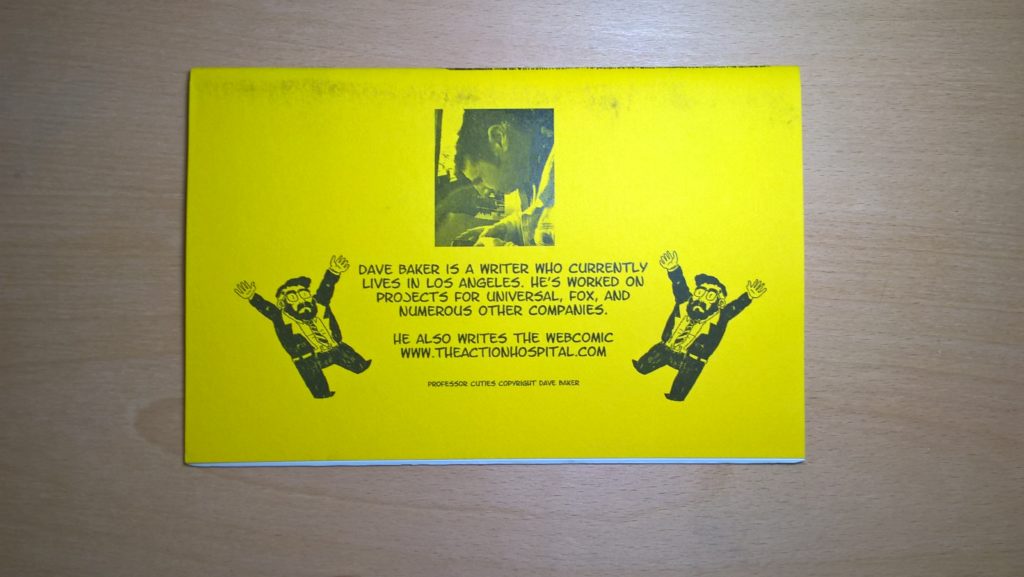 DAVE BAKER IS A WRITER WHO CURRENTLY
LIVES IN LOS ANGELES. HE'S WORKED ON
PROJECTS FOR UNIVERSAL, FOX, AND
NUMEROUS OTHER COMPANIES.
HE ALSO WRITES THE WEBCOMIC
WWW.THEACTIONHOSPITAL.COM
PROFESSOR CUTIES COPYRIGHT DAVE BAKER